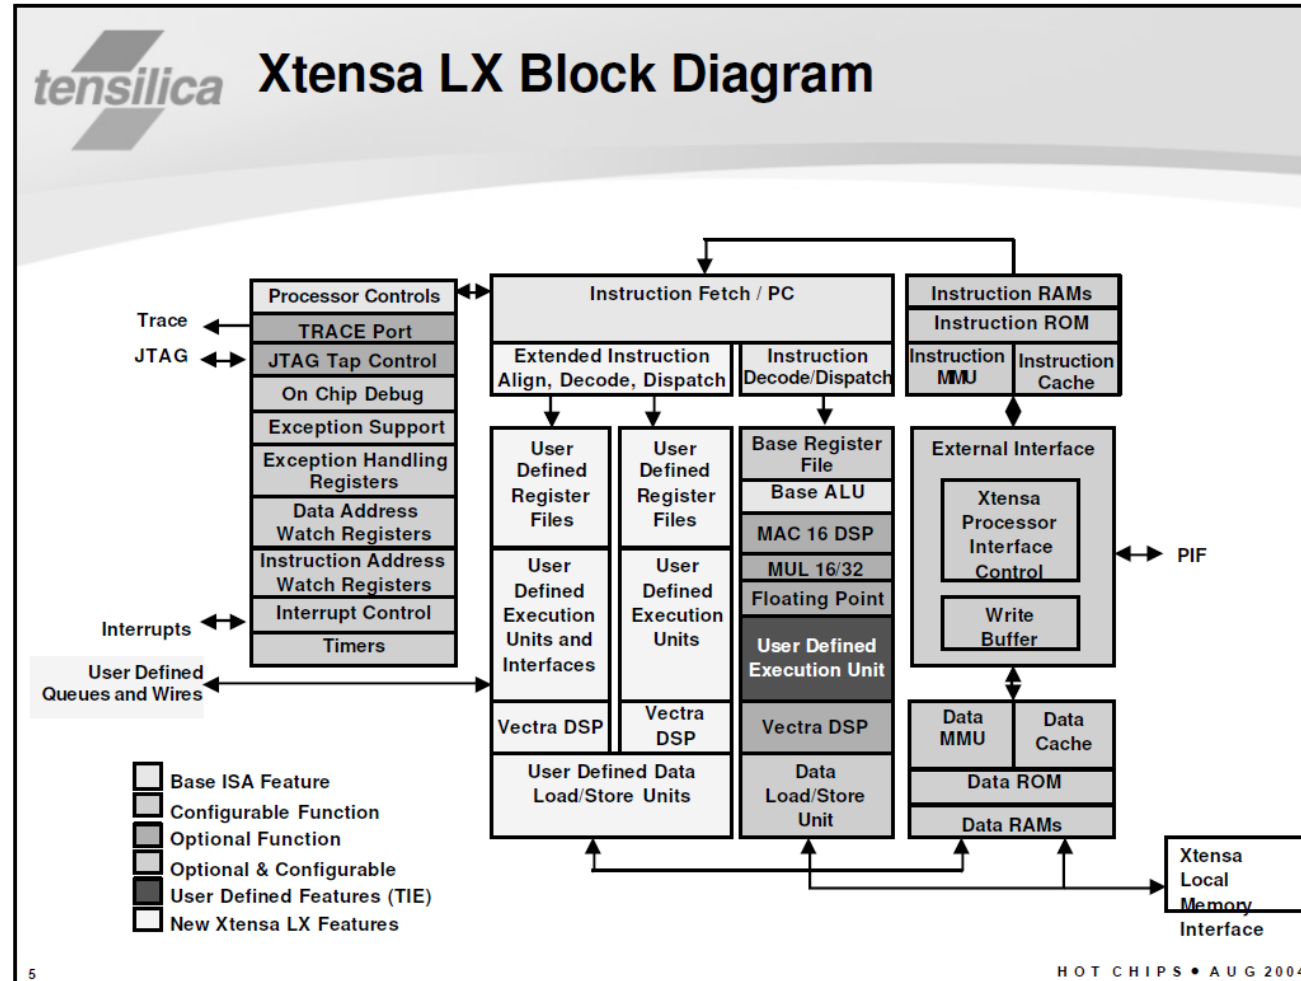 tensilica
Xtensa LX Block Diagram
Trace
JTAG
Interrupts
User Defined
Queues and Wires
Processor Controls
TRACE Port
JTAG Tap Control
On Chip Debug
Exception Support
Exception Handling
Registers
Data Address
Watch Registers
Instruction Address
Watch Registers
Interrupt Control
Timers
Instruction Fetch / PC
Extended Instruction
Align, Decode, Dispatch
Instruction
Decode/Dispatch
User
Defined
Register
Files
User
Defined
Execution
Units and
Interfaces
Vectra DSP
User
Defined
Register
Files
User
Defined
Execution
Units
Vectra
DSP
User Defined Data
Load/Store Units
Base Register
File
Base ALU
MAC 16 DSP
MUL 16/32
Floating Point
User Defined
Execution Unit
Vectra DSP
Data
Load/Store
Unit
Instruction RAMs
Instruction ROM
Instruction
MMU
Instruction
Cache
External Interface
Xtensa
Processor
Interface
Control
Write
Buffer
PIF
Data
MMU
Data
Cache
Data ROM
Data RAMs
Xtensa
Local
Memory
Interface
Base ISA Feature
Configurable Function
Optional Function
Optional & Configurable
User Defined Features (TIE)
New Xtensa LX Features
5
HOT CHIPS • AUG 2004